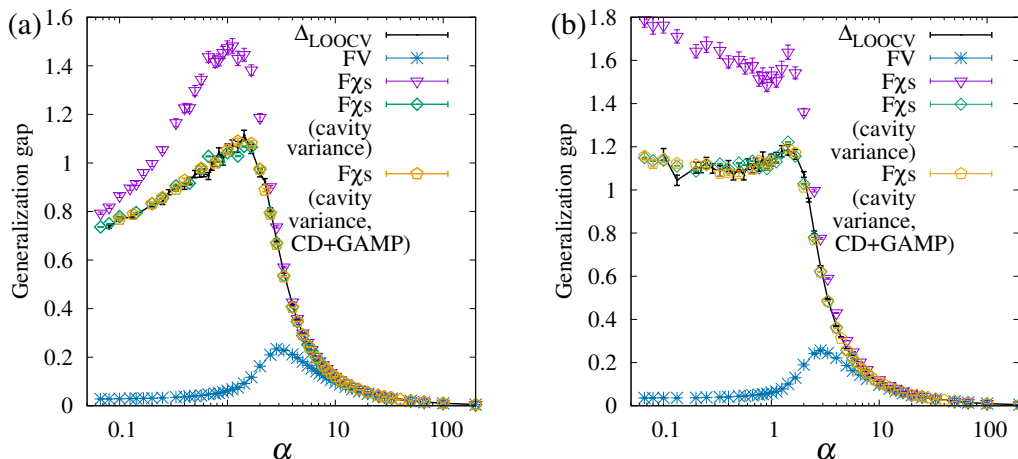 (a)
1.6
1.4
1.2
1
0.8
0.6
0.4
0.2
0
Generalization gap
Δ_LOOCV
FV
Fχs
Fχs
(cavity
variance)
Fχs
(cavity
variance,
CD+GAMP)
0.1 1 10 100
α
(b)
1.8
1.6
1.4
1.2
1
0.8
0.6
0.4
0.2
0
Generalization gap
Δ_LOOCV
FV
Fχs
Fχs
(cavity
variance)
Fχs
(cavity
variance,
CD+GAMP)
0.1 1 10 100
α